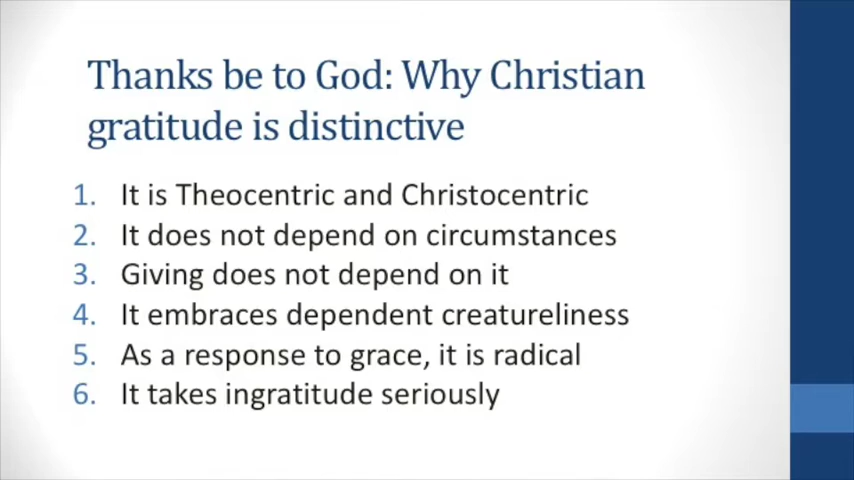 Thanks be to God: Why Christian
gratitude is distinctive
1. It is Theocentric and Christocentric
2. It does not depend on circumstances
3. Giving does not depend on it
4. It embraces dependent creatureliness
5. As a response to grace, it is radical
6. It takes ingratitude seriously